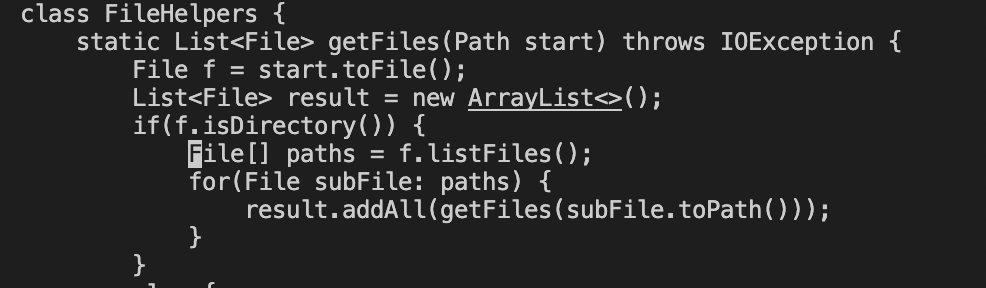 class FileHelpers {
    static List<File> getFiles(Path start) throws IOException {
        File f = start.toFile();
        List<File> result = new ArrayList<>();
        if(f.isDirectory()) {
            File[] paths = f.listFiles();
            for(File subFile: paths) {
                result.addAll(getFiles(subFile.toPath()));
            }
        }